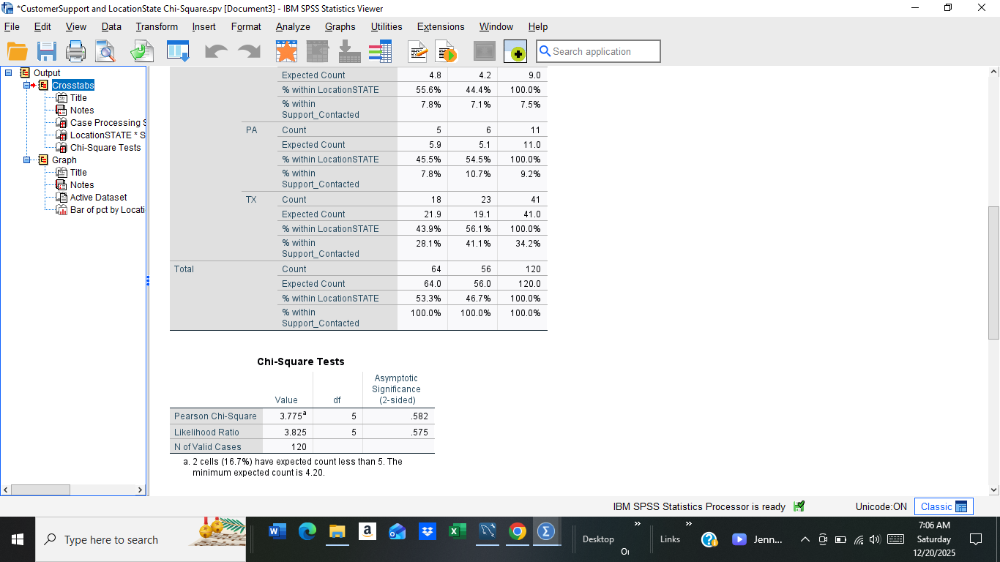 *CustomerSupport and LocationState Chi-Square.spv [Document3] - IBM SPSS Statistics Viewer
File Edit View Data Transform Insert Format Analyze Graphs Utilities Extensions Window Help
Search application
Output
Crosstabs
Title
Notes
Case Processing S
LocationSTATE * S
Chi-Square Tests
Graph
Title
Notes
Active Dataset
Bar of pct by Locati
Expected Count 4.8 4.2 9.0
% within LocationSTATE 55.6% 44.4% 100.0%
% within Support_Contacted 7.8% 7.1% 7.5%
PA Count 5 6 11
Expected Count 5.9 5.1 11.0
% within LocationSTATE 45.5% 54.5% 100.0%
% within Support_Contacted 7.8% 10.7% 9.2%
TX Count 18 23 41
Expected Count 21.9 19.1 41.0
% within LocationSTATE 43.9% 56.1% 100.0%
% within Support_Contacted 28.1% 41.1% 34.2%
Total Count 64 56 120
Expected Count 64.0 56.0 120.0
% within LocationSTATE 53.3% 46.7% 100.0%
% within Support_Contacted 100.0% 100.0% 100.0%
Chi-Square Tests
Value df Asymptotic Significance (2-sided)
Pearson Chi-Square 3.775a 5 .582
Likelihood Ratio 3.825 5 .575
N of Valid Cases 120
a. 2 cells (16.7%) have expected count less than 5. The
minimum expected count is 4.20.
IBM SPSS Statistics Processor is ready Unicode:ON Classic
Type here to search
Desktop
Links
Jenn...
7:06 AM
Saturday
12/20/2025